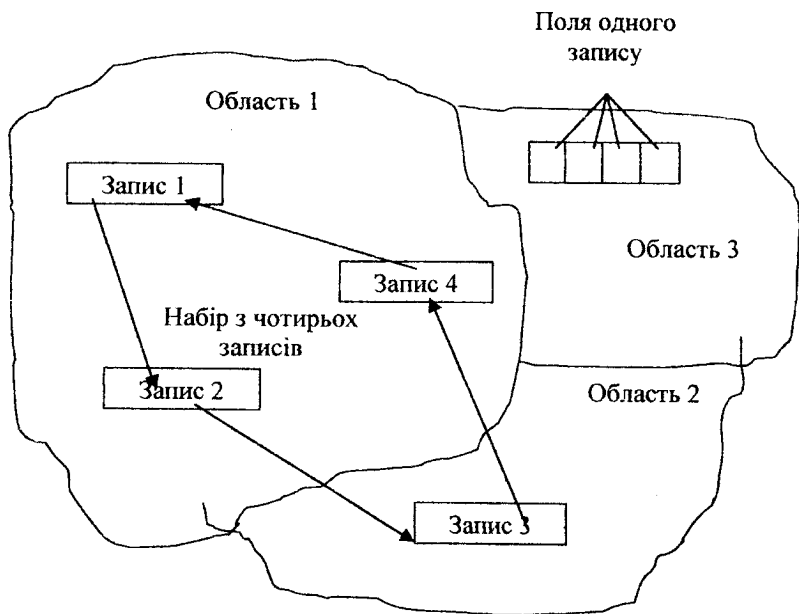 Поля одного
запису
Область 1
Запис 1
Область 3
Запис 4
Набір з чотирьох
записів
Запис 2
Область 2
Запис 3